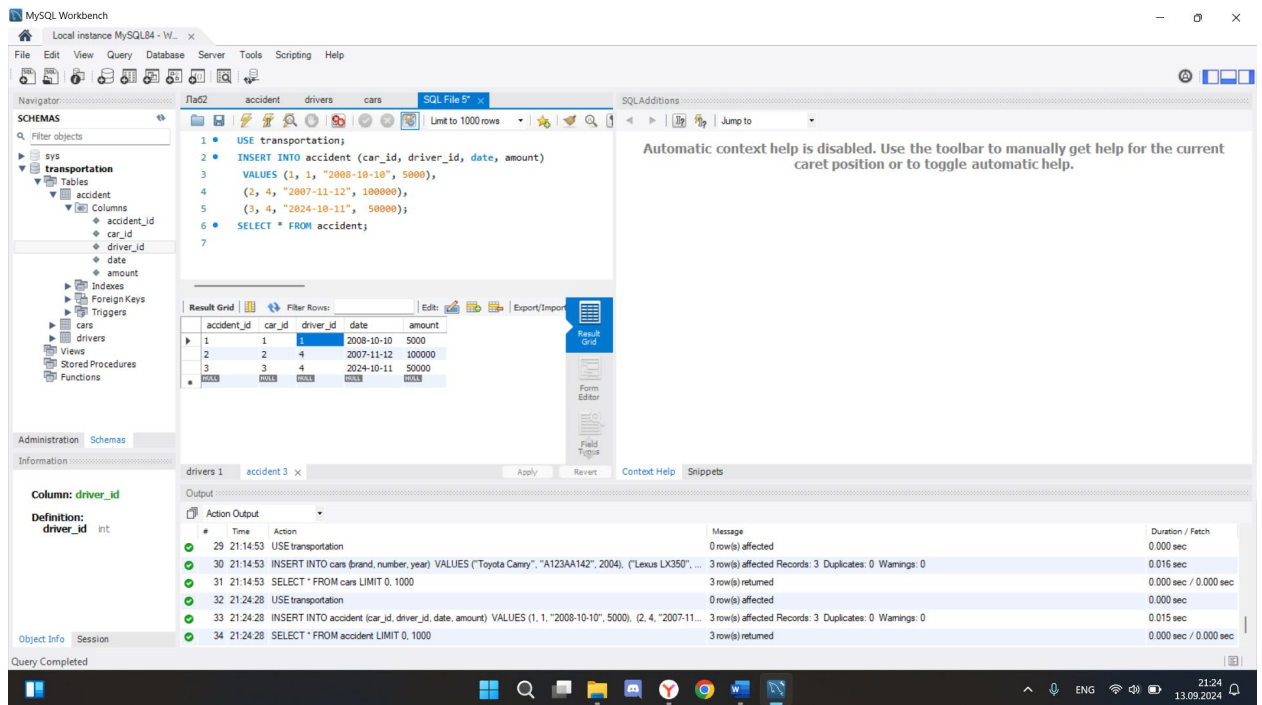 MySQL Workbench
Local instance MySQL84 - W...
File Edit View Query Database Server Tools Scripting Help
Navigator
SCHEMAS
Filter objects
sys
transportation
Tables
accident
Columns
accident_id
car_id
driver_id
date
amount
Indexes
Foreign Keys
Triggers
cars
drivers
Views
Stored Procedures
Functions
Administration Schemas
Information
Column: driver_id
Definition:
driver_id int
Object Info Session
Лаб2 accident drivers cars SQL File 5*
Limit to 1000 rows
1 USE transportation;
2 INSERT INTO accident (car_id, driver_id, date, amount)
3 VALUES (1, 1, "2008-10-10", 5000),
4 (2, 4, "2007-11-12", 100000),
5 (3, 4, "2024-10-11", 50000);
6 SELECT * FROM accident;
7
Result Grid Filter Rows: Edit: Export/Import
accident_id car_id driver_id date amount
1 1 1 2008-10-10 5000
2 2 4 2007-11-12 100000
3 3 4 2024-10-11 50000
NULL NULL NULL NULL NULL
Result Grid
Form Editor
Field Types
drivers 1 accident 3 Apply Revert
SQLAdditions
Jump to
Automatic context help is disabled. Use the toolbar to manually get help for the current
caret position or to toggle automatic help.
Context Help Snippets
Output
Action Output
# Time Action Message Duration / Fetch
29 21:14:53 USE transportation 0 row(s) affected 0.000 sec
30 21:14:53 INSERT INTO cars (brand, number, year) VALUES ("Toyota Camry", "A123AA142", 2004), ("Lexus LX350", ... 3 row(s) affected Records: 3 Duplicates: 0 Warnings: 0 0.016 sec
31 21:14:53 SELECT * FROM cars LIMIT 0, 1000 3 row(s) returned 0.000 sec / 0.000 sec
32 21:24:28 USE transportation 0 row(s) affected 0.000 sec
33 21:24:28 INSERT INTO accident (car_id, driver_id, date, amount) VALUES (1, 1, "2008-10-10", 5000), (2, 4, "2007-11... 3 row(s) affected Records: 3 Duplicates: 0 Warnings: 0 0.015 sec
34 21:24:28 SELECT * FROM accident LIMIT 0, 1000 3 row(s) returned 0.000 sec / 0.000 sec
Query Completed
ENG
21:24
13.09.2024